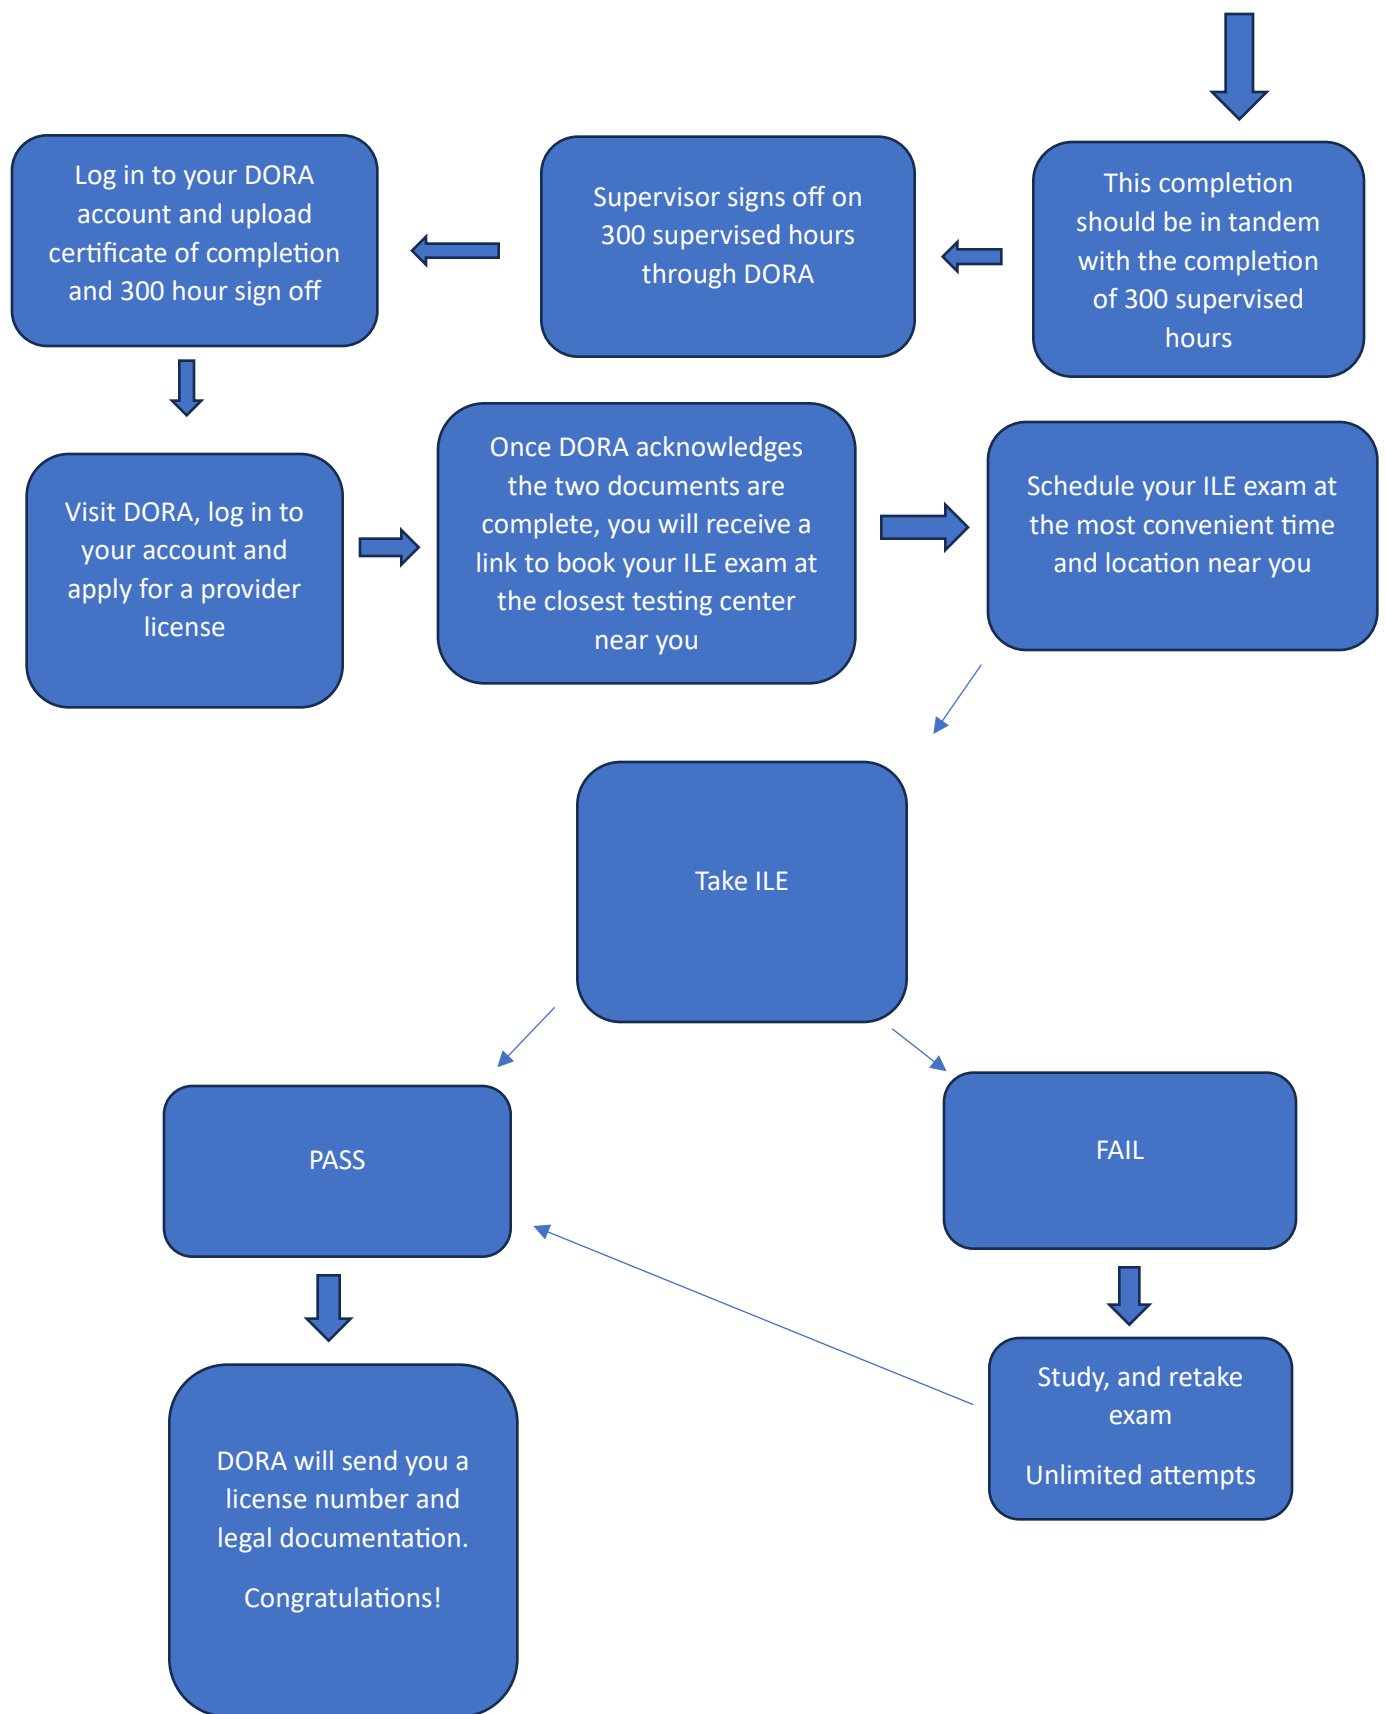 This completion
should be in tandem
with the completion
of 300 supervised
hours
Supervisor signs off on
300 supervised hours
through DORA
Log in to your DORA
account and upload
certificate of completion
and 300 hour sign off
Visit DORA, log in to
your account and
apply for a provider
license
Once DORA acknowledges
the two documents are
complete, you will receive a
link to book your ILE exam at
the closest testing center
near you
Schedule your ILE exam at
the most convenient time
and location near you
Take ILE
PASS
FAIL
Study, and retake
exam
Unlimited attempts
DORA will send you a
license number and
legal documentation.
Congratulations!